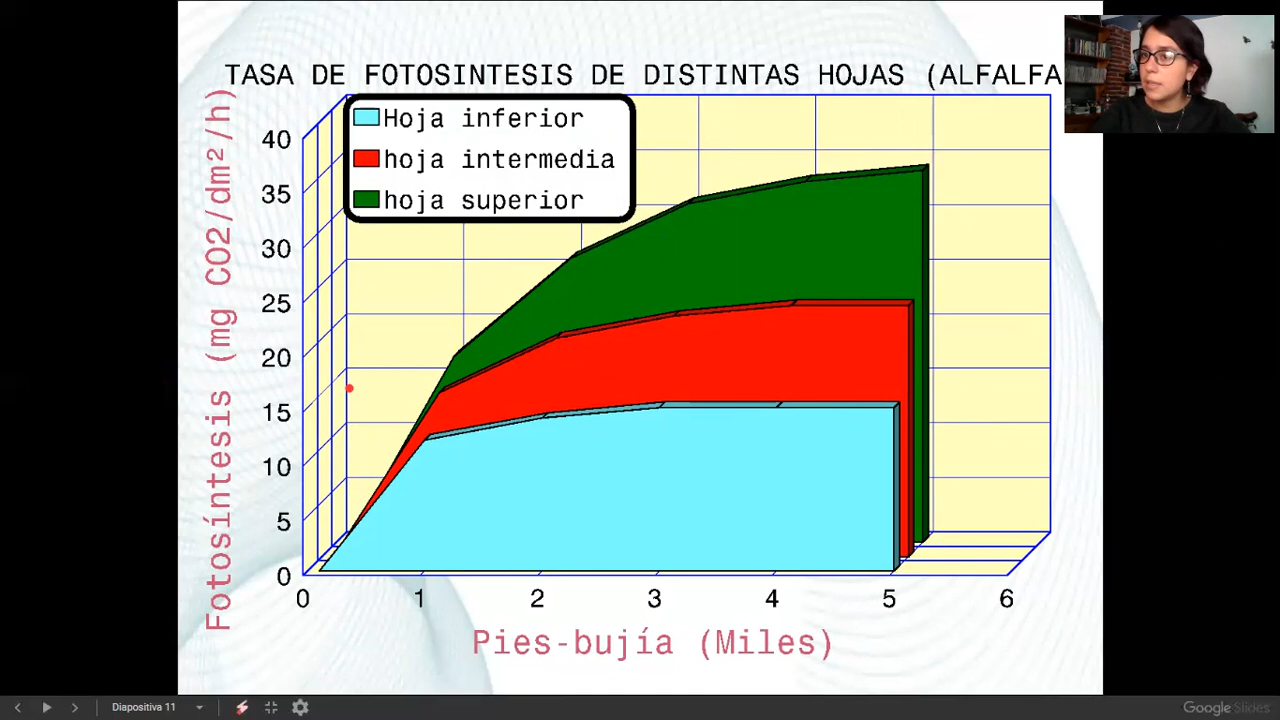 TASA DE FOTOSINTESIS DE DISTINTAS HOJAS (ALFALFA
Hoja inferior
hoja intermedia
hoja superior
Fotosíntesis (mg CO2/dm²/h)
40
35
30
25
20
15
10
5
0
0 1 2 3 4 5 6
Pies-bujía (Miles)
Diapositiva 11
Google Slides